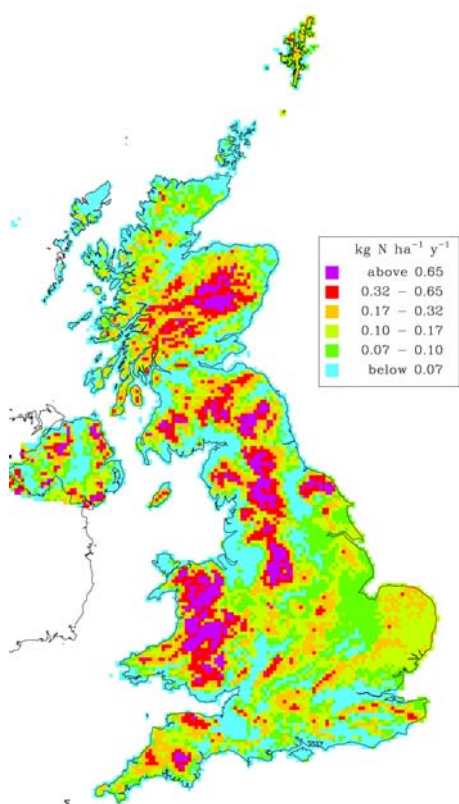 kg N ha⁻¹ y⁻¹
above 0.65
0.32 – 0.65
0.17 – 0.32
0.10 – 0.17
0.07 – 0.10
below 0.07